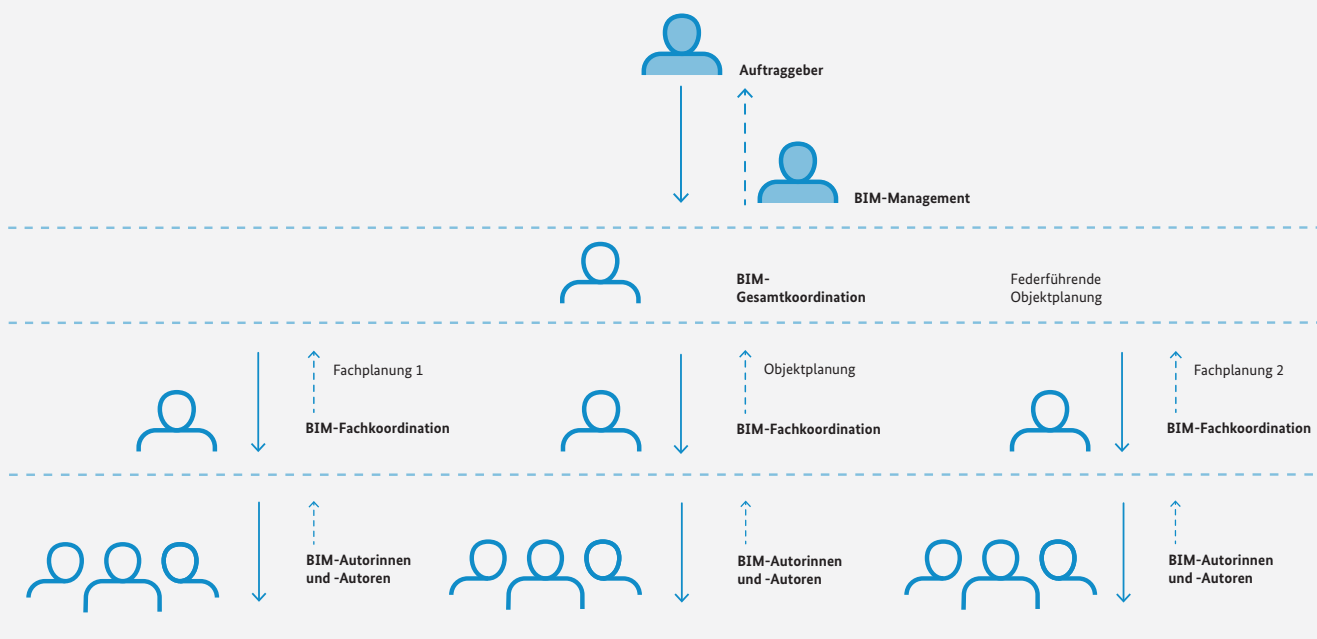 Auftraggeber
BIM-Management
BIM-
Gesamtkoordination
Federführende
Objektplanung
Fachplanung 1
BIM-Fachkoordination
Objektplanung
BIM-Fachkoordination
Fachplanung 2
BIM-Fachkoordination
BIM-Autorinnen
und -Autoren
BIM-Autorinnen
und -Autoren
BIM-Autorinnen
und -Autoren